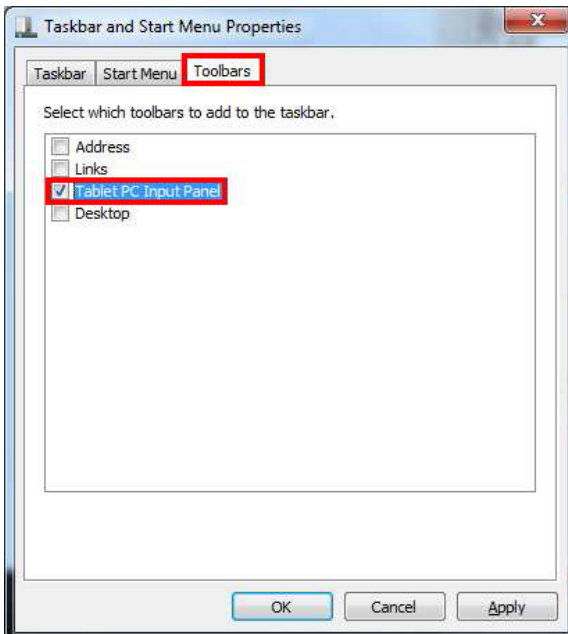 Taskbar and Start Menu Properties
Taskbar Start Menu Toolbars
Select which toolbars to add to the taskbar.
Address
Links
Tablet PC Input Panel
Desktop
OK Cancel Apply